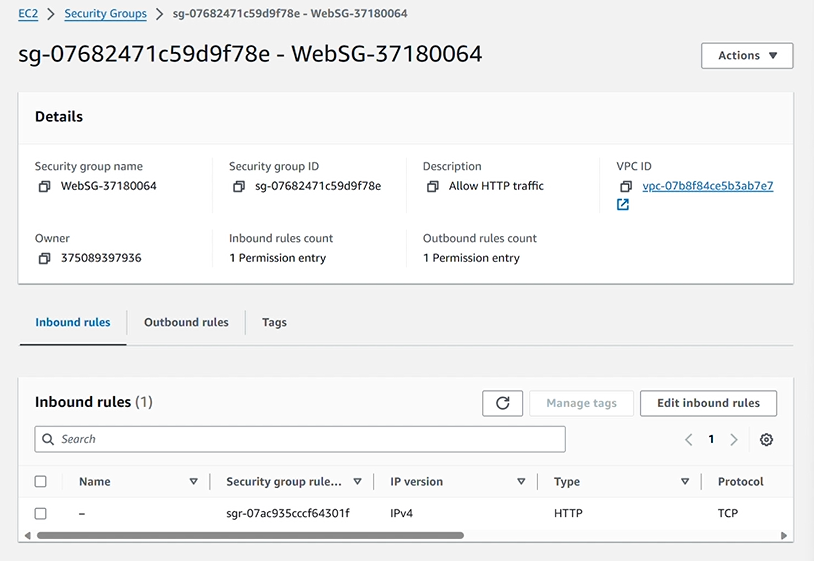 EC2 > Security Groups > sg-07682471c59d9f78e - WebSG-37180064
sg-07682471c59d9f78e - WebSG-37180064
Actions
Details
Security group name
WebSG-37180064
Security group ID
sg-07682471c59d9f78e
Description
Allow HTTP traffic
VPC ID
vpc-07b8f84ce5b3ab7e7
Owner
375089397936
Inbound rules count
1 Permission entry
Outbound rules count
1 Permission entry
Inbound rules
Outbound rules
Tags
Inbound rules (1)
Manage tags
Edit inbound rules
Search
1
Name Security group rule... IP version Type Protocol
– sgr-07ac935cccf64301f IPv4 HTTP TCP